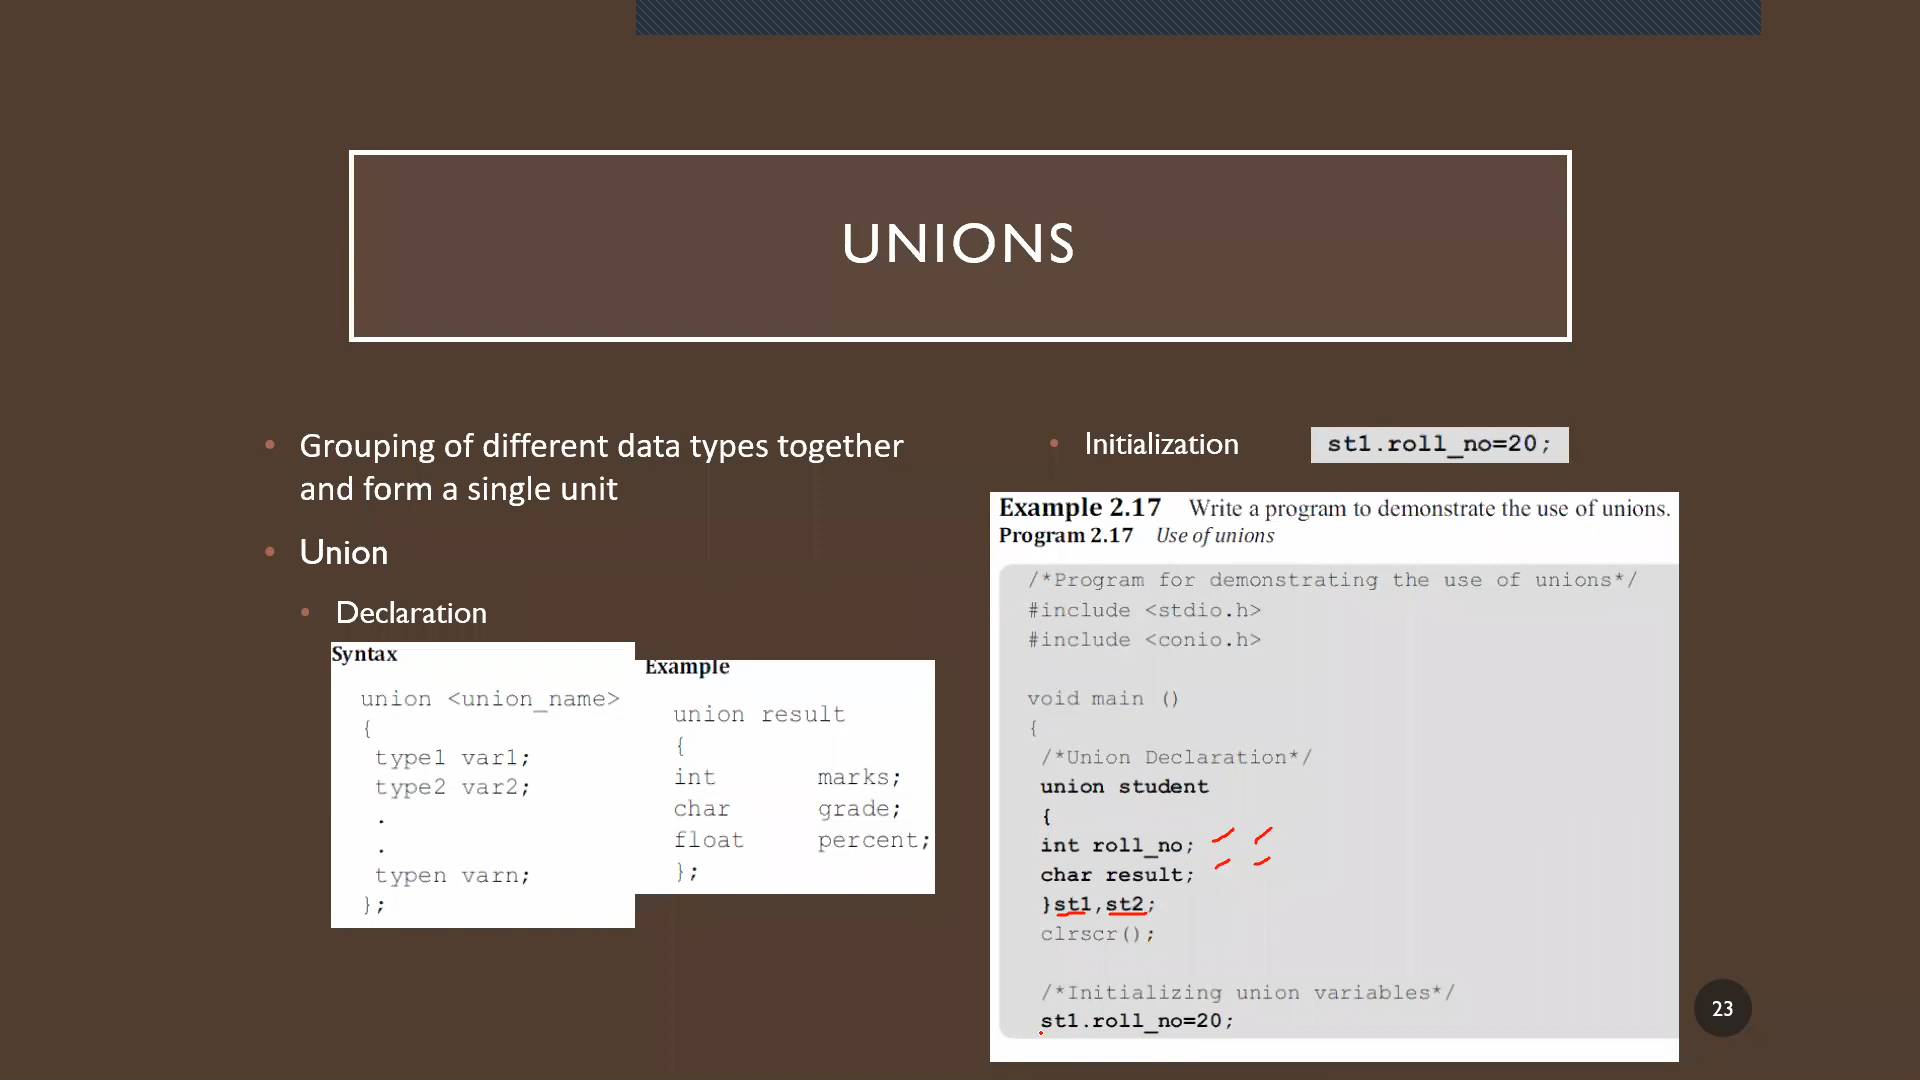 UNIONS
• Grouping of different data types together
and form a single unit
• Union
• Declaration
Syntax
union <union_name>
{
type1 var1;
type2 var2;
.
.
typen varn;
};
Example
union result
{
int marks;
char grade;
float percent;
};
• Initialization
st1.roll_no=20;
Example 2.17 Write a program to demonstrate the use of unions.
Program 2.17 Use of unions
/*Program for demonstrating the use of unions*/
#include <stdio.h>
#include <conio.h>
void main ()
{
/*Union Declaration*/
union student
{
int roll_no;
char result;
}st1,st2;
clrscr();
/*Initializing union variables*/
st1.roll_no=20;
23